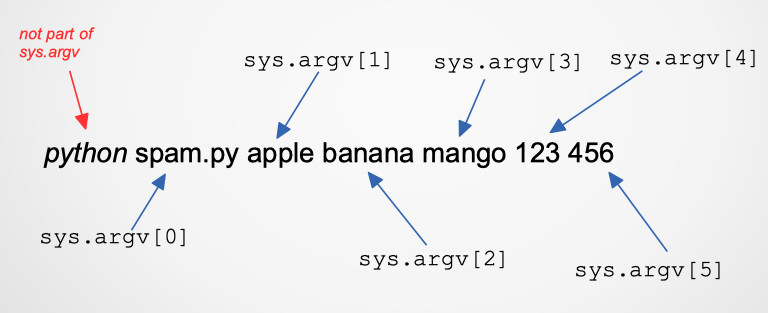 not part of
sys.argv
sys.argv[1]
sys.argv[3]
sys.argv[4]
python spam.py apple banana mango 123 456
sys.argv[0]
sys.argv[2]
sys.argv[5]